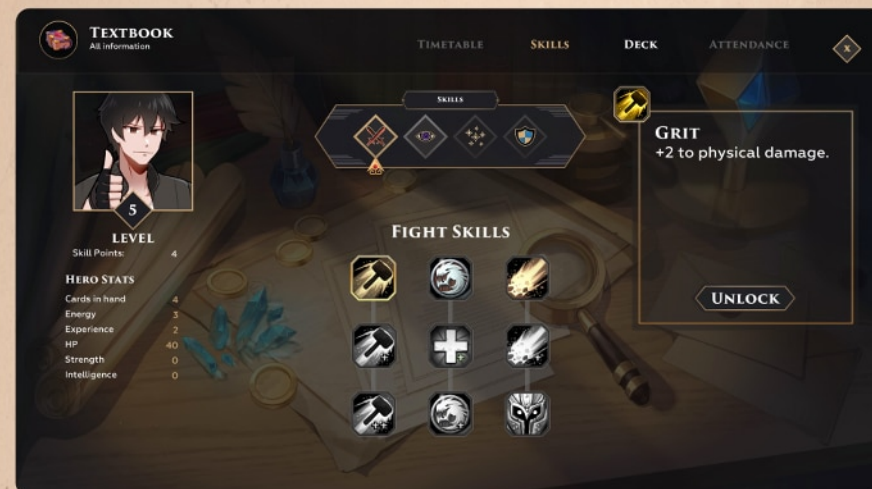 TEXTBOOK
All information
TIMETABLE
SKILLS
DECK
ATTENDANCE
X
SKILLS
5
LEVEL
Skill Points: 4
HERO STATS
Cards in hand 4
Energy 3
Experience 2
HP 40
Strength 0
Intelligence 0
FIGHT SKILLS
GRIT
+2 to physical damage.
UNLOCK